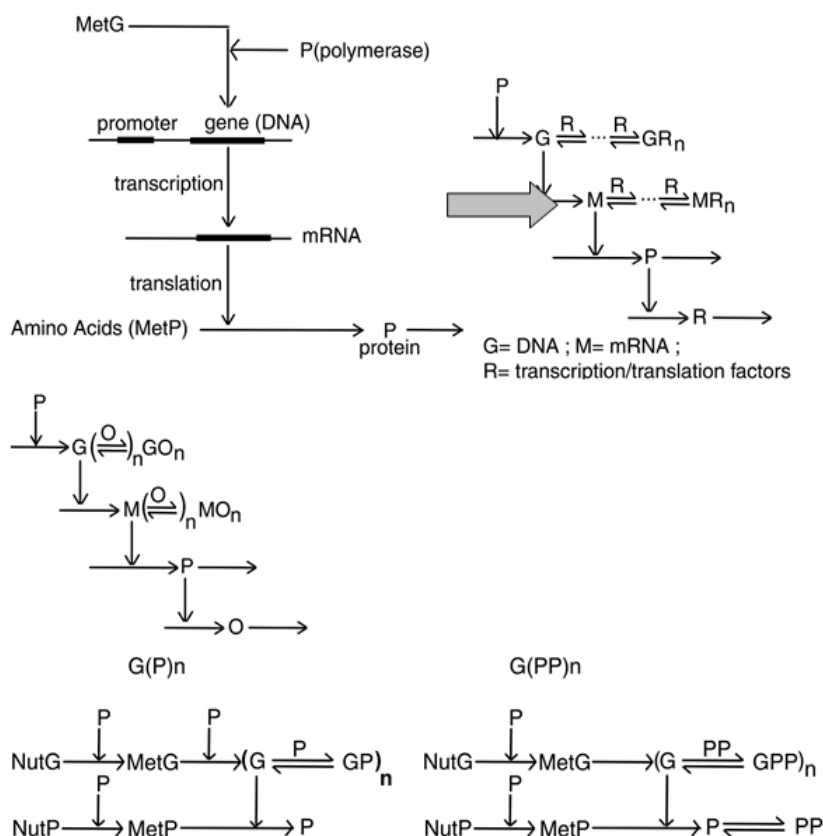 MetG
P(polymerase)
promoter gene (DNA)
transcription
mRNA
translation
Amino Acids (MetP)
P
protein
P
G R ... R GRn
M R ... R MRn
P
R
G= DNA ; M= mRNA ;
R= transcription/translation factors
P
G( O )n GOn
M( O )n MOn
P
O
G(P)n
P P
NutG MetG (G P GP)n
P
NutP MetP P
G(PP)n
P
NutG MetG (G PP GPP)n
P
NutP MetP P PP